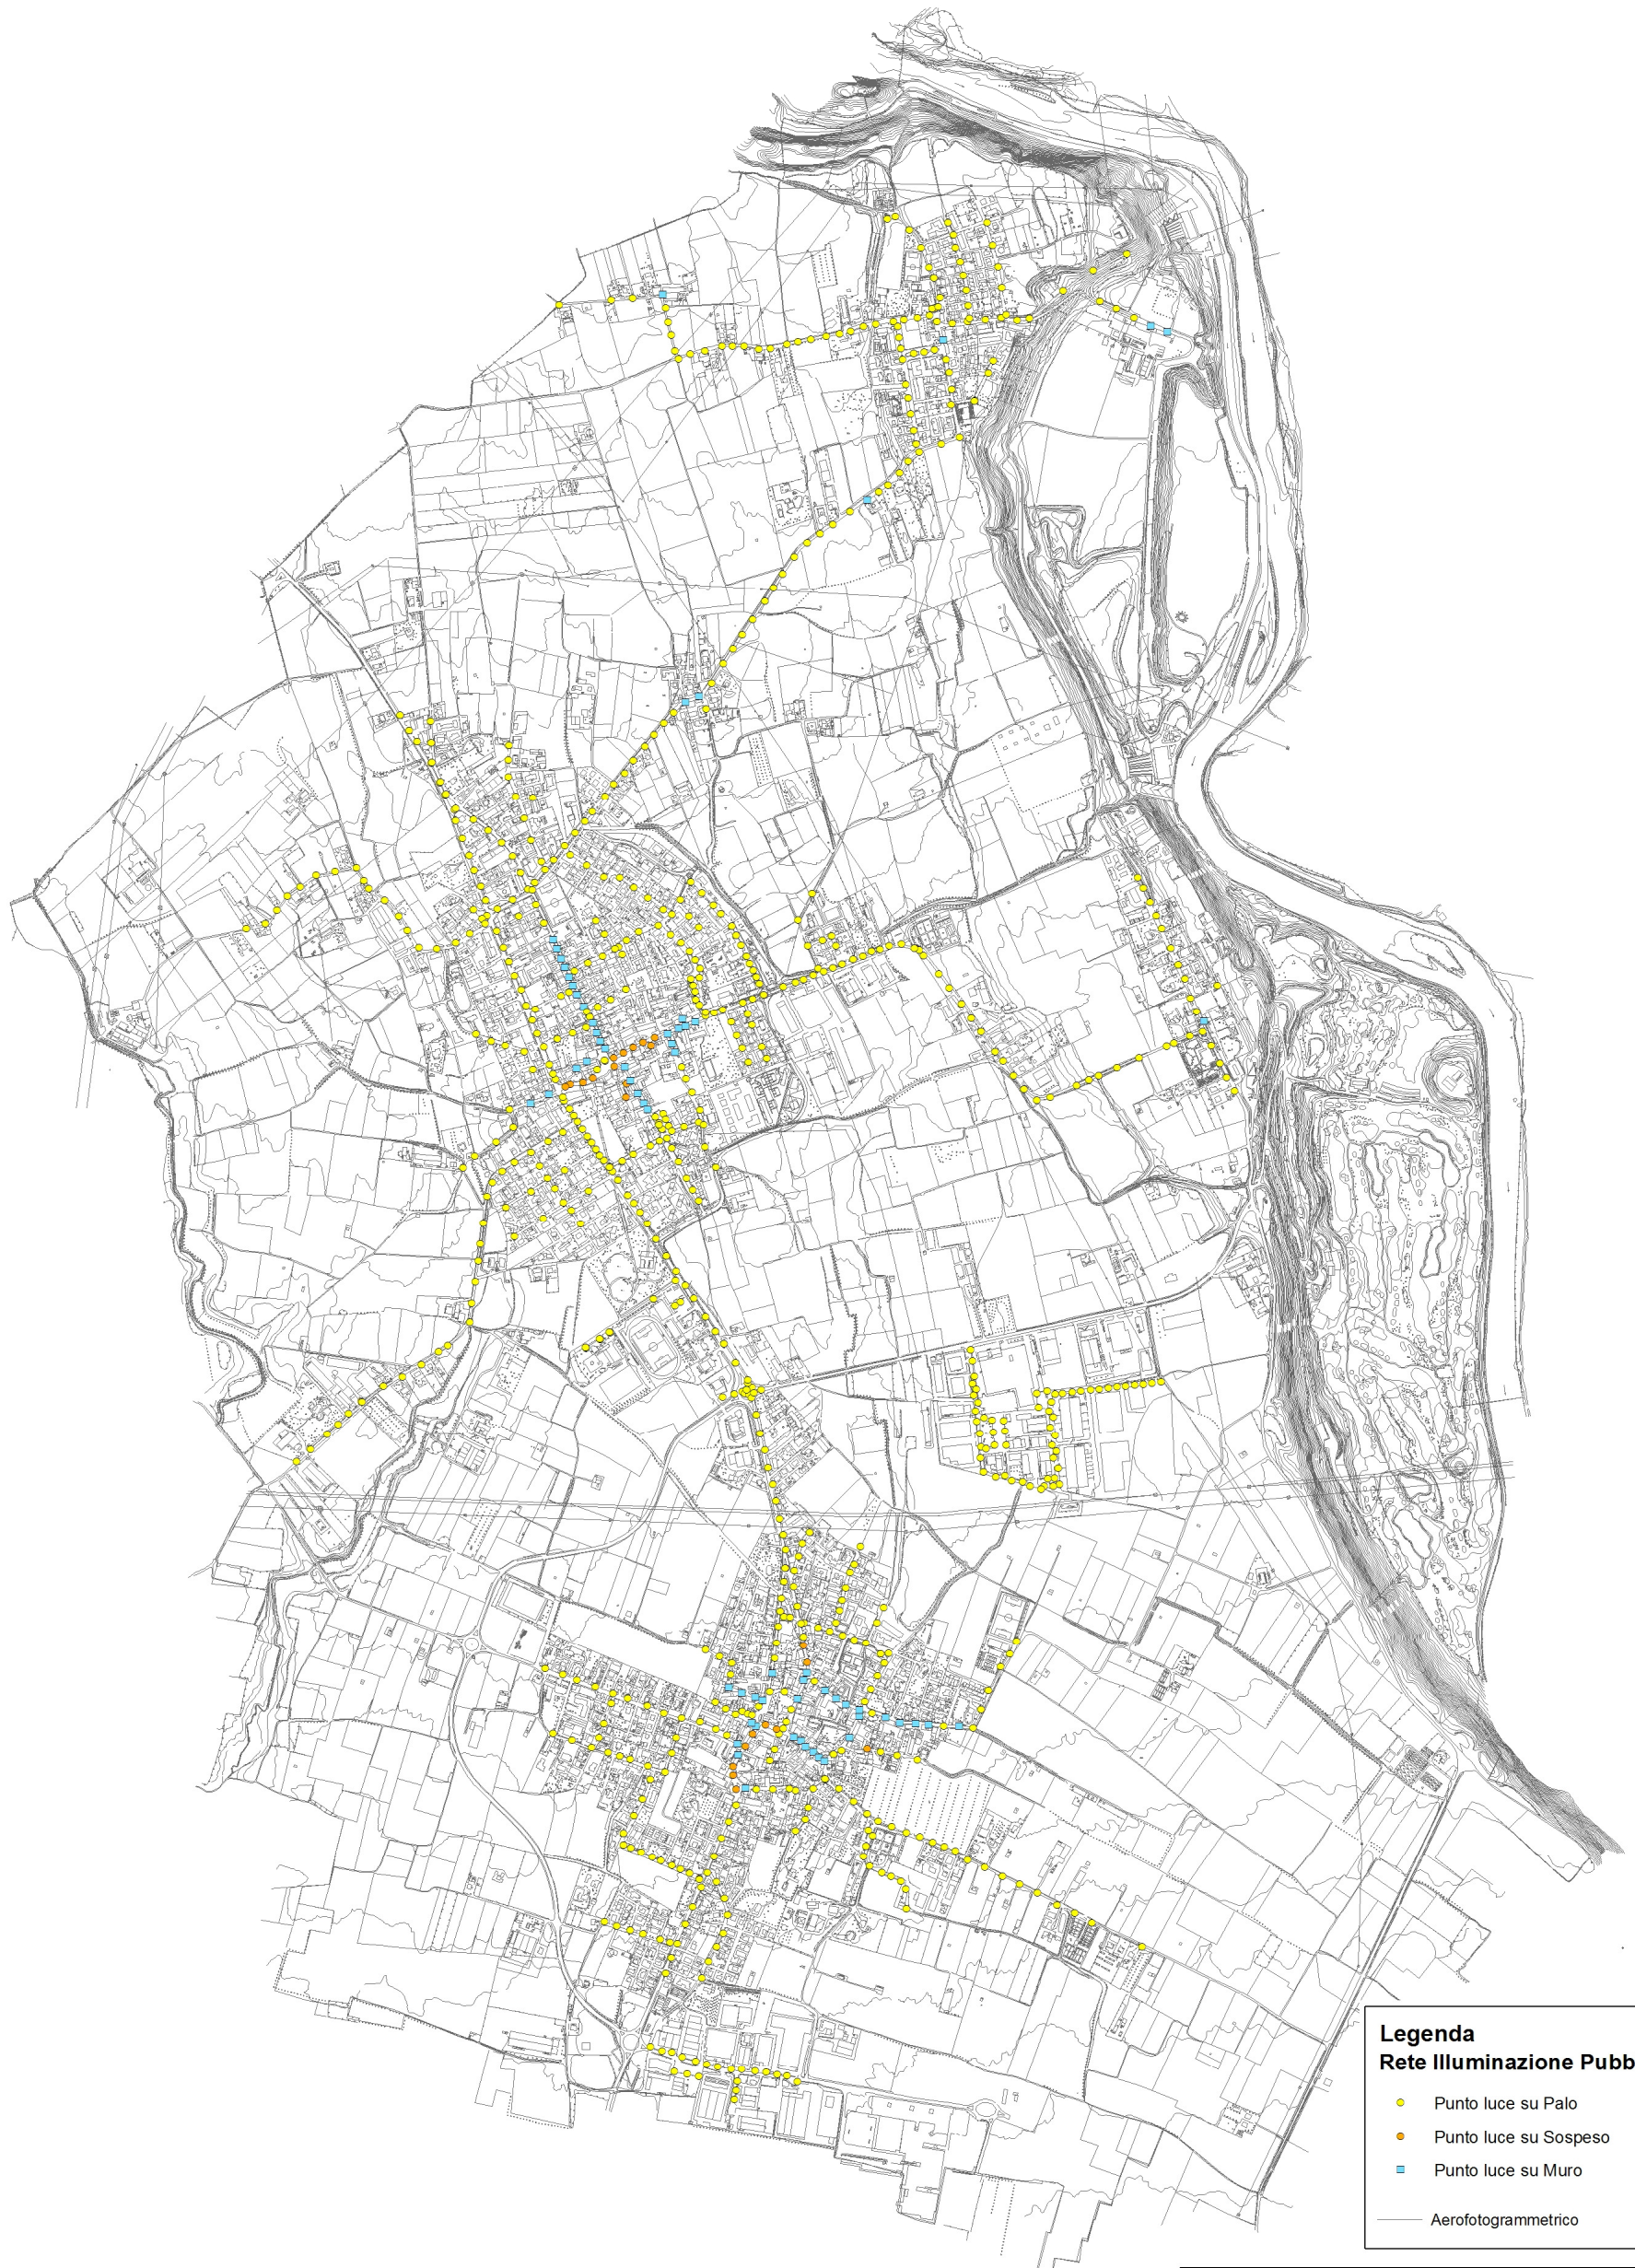 Legenda
Rete Illuminazione Pubb
Punto luce su Palo
Punto luce su Sospeso
Punto luce su Muro
Aerofotogrammetrico